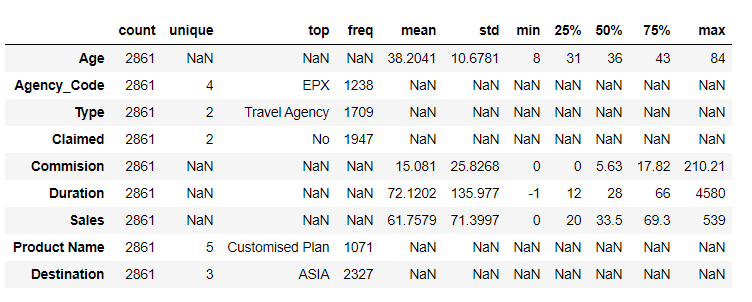 count unique top freq mean std min 25% 50% 75% max
Age 2861 NaN NaN NaN 38.2041 10.6781 8 31 36 43 84
Agency_Code 2861 4 EPX 1238 NaN NaN NaN NaN NaN NaN NaN
Type 2861 2 Travel Agency 1709 NaN NaN NaN NaN NaN NaN NaN
Claimed 2861 2 No 1947 NaN NaN NaN NaN NaN NaN NaN
Commision 2861 NaN NaN NaN 15.081 25.8268 0 0 5.63 17.82 210.21
Duration 2861 NaN NaN NaN 72.1202 135.977 -1 12 28 66 4580
Sales 2861 NaN NaN NaN 61.7579 71.3997 0 20 33.5 69.3 539
Product Name 2861 5 Customised Plan 1071 NaN NaN NaN NaN NaN NaN NaN
Destination 2861 3 ASIA 2327 NaN NaN NaN NaN NaN NaN NaN